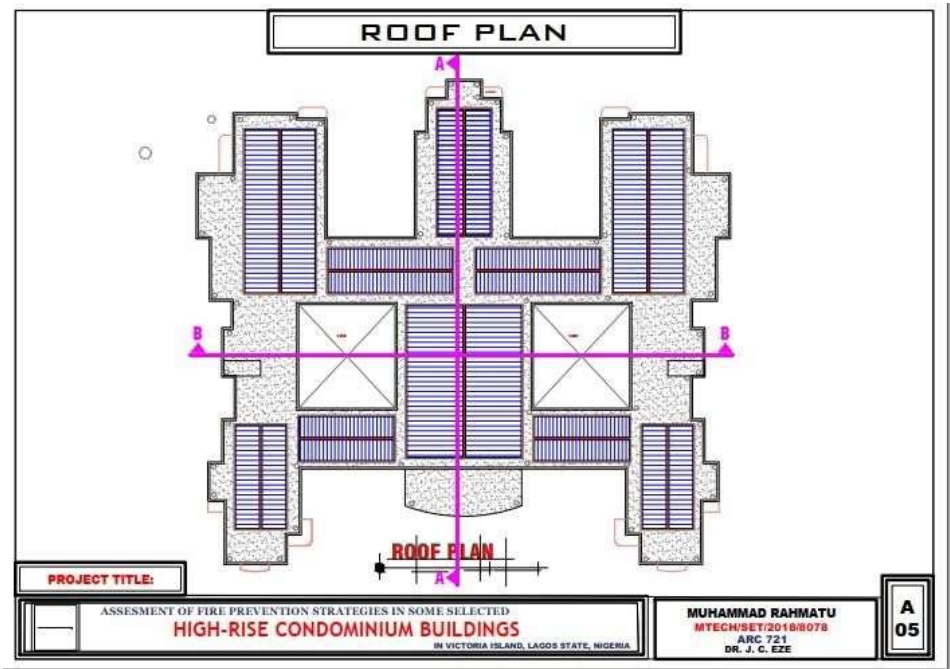 ROOF PLAN
A
B
B
ROOF PLAN
A
PROJECT TITLE:
ASSESMENT OF FIRE PREVENTION STRATEGIES IN SOME SELECTED
HIGH-RISE CONDOMINIUM BUILDINGS
IN VICTORIA ISLAND, LAGOS STATE, NIGERIA
MUHAMMAD RAHMATU
MTECH/SET/2018/8078
ARC 721
DR. J. C. EZE
A
05